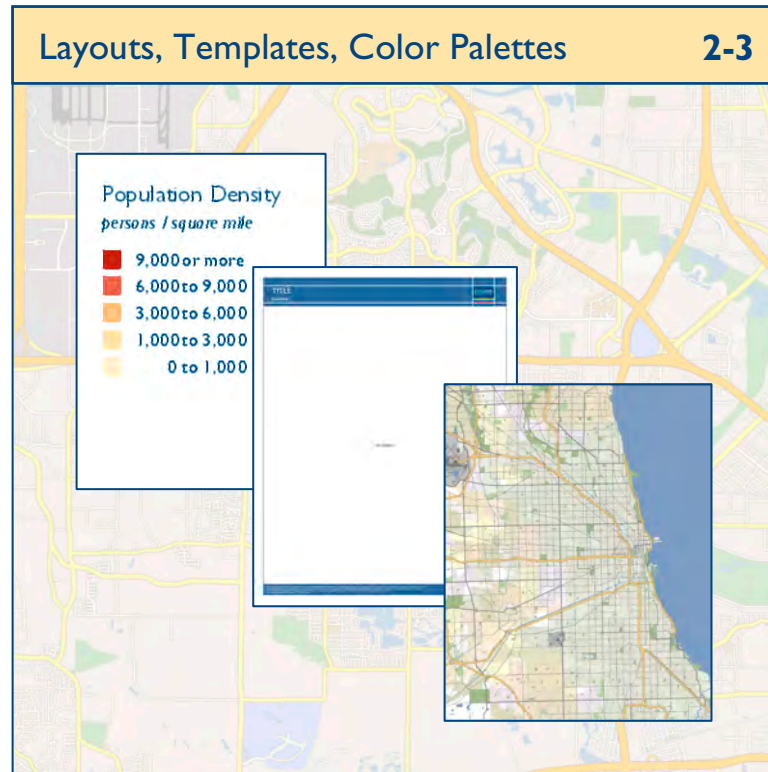 Layouts, Templates, Color Palettes 2-3
Population Density
persons / square mile
9,000 or more
6,000 to 9,000
3,000 to 6,000
1,000 to 3,000
0 to 1,000
TITLE